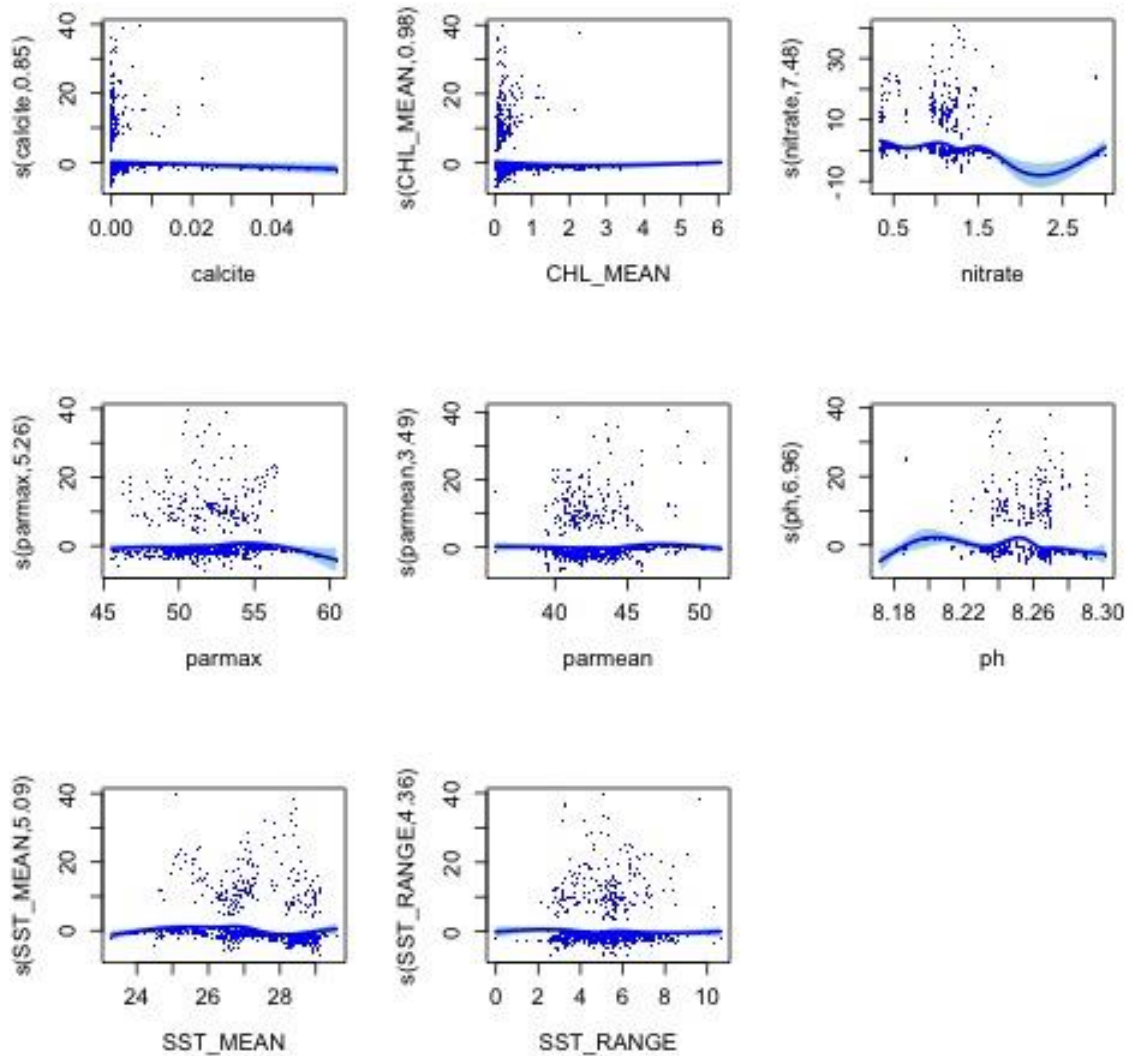 s(calcite,0.85)
40
20
0
0.00 0.02 0.04
calcite
s(CHL_MEAN,0.98)
40
20
0
0 1 2 3 4 5 6
CHL_MEAN
s(nitrate,7.48)
30
10
-10
0.5 1.5 2.5
nitrate
s(parmax,5.26)
40
20
0
45 50 55 60
parmax
s(parmean,3.49)
40
20
0
40 45 50
parmean
s(ph,6.96)
40
20
0
8.18 8.22 8.26 8.30
ph
s(SST_MEAN,5.09)
40
20
0
24 26 28
SST_MEAN
s(SST_RANGE,4.36)
40
20
0
0 2 4 6 8 10
SST_RANGE